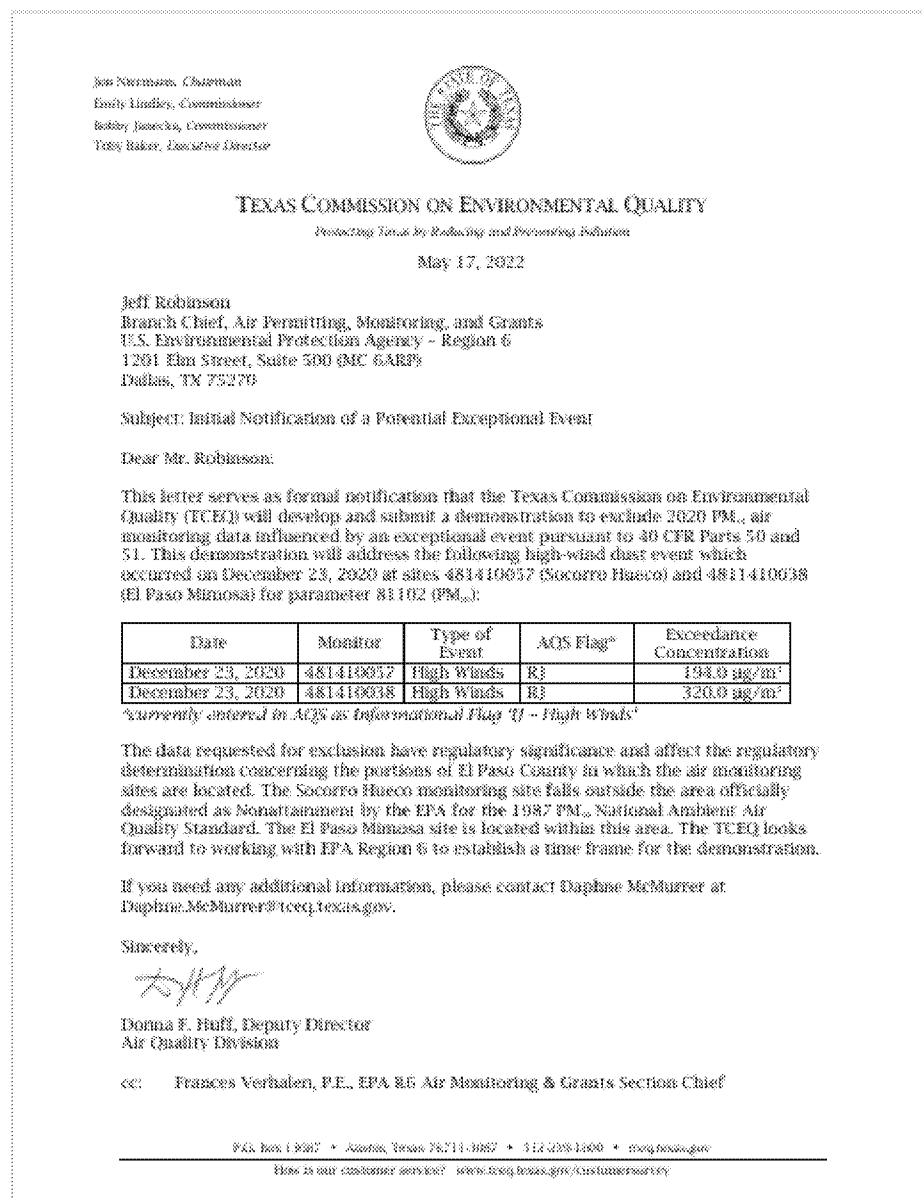 Jon Niermann, Chairman
Emily Lindley, Commissioner
Bobby Janecka, Commissioner
Toby Baker, Executive Director
THE STATE OF TEXAS
TEXAS COMMISSION ON ENVIRONMENTAL QUALITY
Protecting Texas by Reducing and Preventing Pollution
May 17, 2022
Jeff Robinson
Branch Chief, Air Permitting, Monitoring, and Grants
U.S. Environmental Protection Agency – Region 6
1201 Elm Street, Suite 500 (MC 6ARP)
Dallas, TX 75270
Subject: Initial Notification of a Potential Exceptional Event
Dear Mr. Robinson:
This letter serves as formal notification that the Texas Commission on Environmental
Quality (TCEQ) will develop and submit a demonstration to exclude 2020 PM₁₀ air
monitoring data influenced by an exceptional event pursuant to 40 CFR Parts 50 and
51. This demonstration will address the following high-wind dust event which
occurred on December 23, 2020 at sites 481410057 (Socorro Hueco) and 4811410038
(El Paso Mimosa) for parameter 81102 (PM₁₀):
Date Monitor Type of Event AQS Flag* Exceedance Concentration
December 23, 2020 481410057 High Winds RJ 194.0 µg/m³
December 23, 2020 481410038 High Winds RJ 320.0 µg/m³
*currently entered in AQS as Informational Flag 'IJ – High Winds'
The data requested for exclusion have regulatory significance and affect the regulatory
determination concerning the portions of El Paso County in which the air monitoring
sites are located. The Socorro Hueco monitoring site falls outside the area officially
designated as Nonattainment by the EPA for the 1987 PM₁₀ National Ambient Air
Quality Standard. The El Paso Mimosa site is located within this area. The TCEQ looks
forward to working with EPA Region 6 to establish a time frame for the demonstration.
If you need any additional information, please contact Daphne McMurrer at
Daphne.McMurrer@tceq.texas.gov.
Sincerely,
Donna F. Huff, Deputy Director
Air Quality Division
cc: Frances Verhalen, P.E., EPA R6 Air Monitoring & Grants Section Chief
P.O. Box 13087 • Austin, Texas 78711-3087 • 512-239-1000 • tceq.texas.gov
How is our customer service? www.tceq.texas.gov/customersurvey